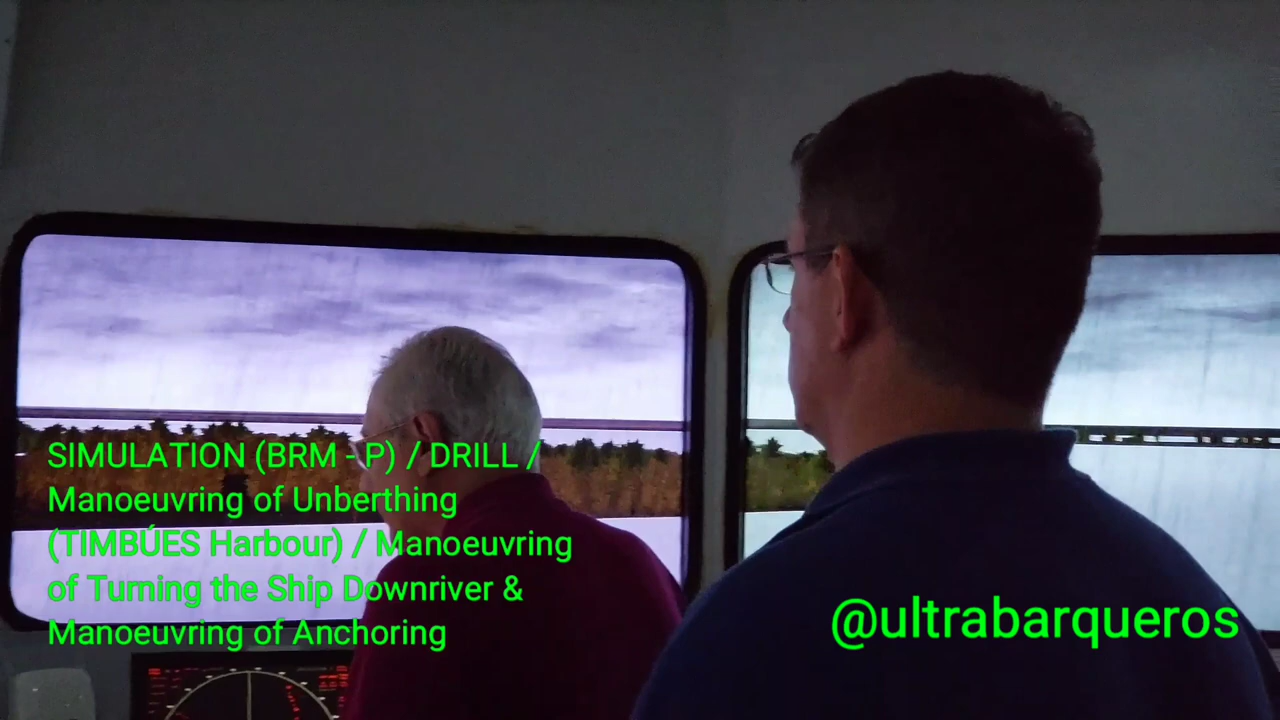 SIMULATION (BRM - P) / DRILL /
Manoeuvring of Unberthing
(TIMBÚES Harbour) / Manoeuvring
of Turning the Ship Downriver &
Manoeuvring of Anchoring
@ultrabarqueros